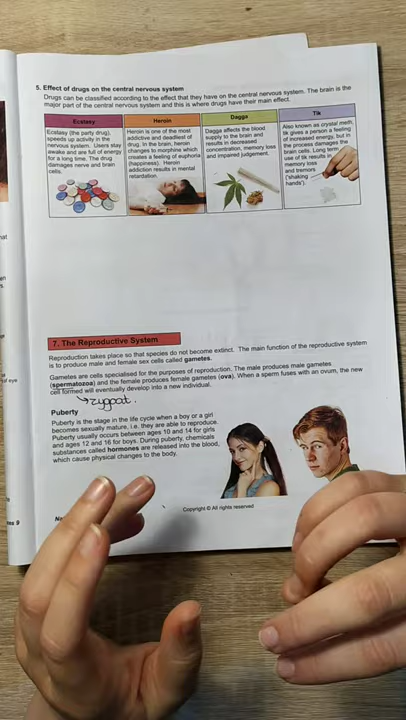 5. Effect of drugs on the central nervous system
Drugs can be classified according to the effect that they have on the central nervous system. The brain is the
major part of the central nervous system and this is where drugs have their main effect.
Ecstasy
Ecstasy (the party drug),
speeds up activity in the
nervous system. Users stay
awake and are full of energy
for a long time. The drug
damages nerve and brain
cells.
Heroin
Heroin is one of the most
addictive and deadliest of
drug. In the brain, heroin
changes to morphine which
creates a feeling of euphoria
(happiness). Heroin
addiction results in mental
retardation.
Dagga
Dagga affects the blood
supply to the brain and
results in decreased
concentration, memory loss
and impaired judgement.
Tik
Also known as crystal meth,
tik gives a person a feeling
of increased energy, but in
the process damages the
brain cells. Long term
use of tik results in
memory loss
and tremors
('shaking
hands').
7. The Reproductive System
Reproduction takes place so that species do not become extinct. The main function of the reproductive system
is to produce male and female sex cells called gametes.
Gametes are cells specialised for the purposes of reproduction. The male produces male gametes
(spermatozoa) and the female produces female gametes (ova). When a sperm fuses with an ovum, the new
cell formed will eventually develop into a new individual.
zygoot.
Puberty
Puberty is the stage in the life cycle when a boy or a girl
becomes sexually mature, i.e. they are able to reproduce.
Puberty usually occurs between ages 10 and 14 for girls
and ages 12 and 16 for boys. During puberty, chemicals
substances called hormones are released into the blood,
which cause physical changes to the body.
Copyright © All rights reserved
of eye